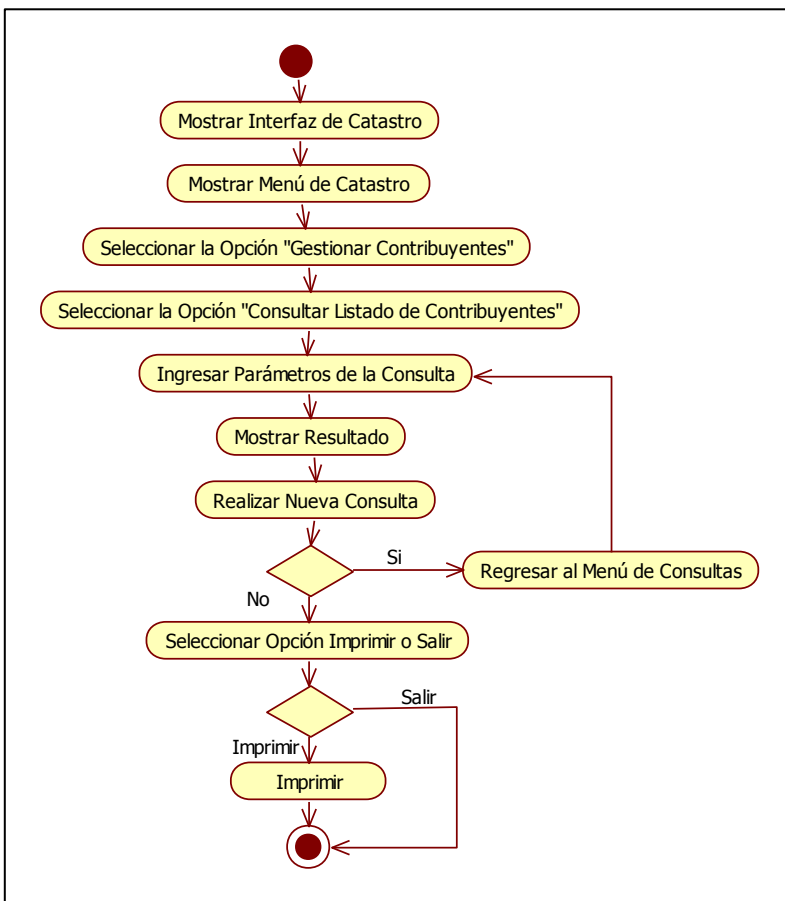 Mostrar Interfaz de Catastro
Mostrar Menú de Catastro
Seleccionar la Opción "Gestionar Contribuyentes"
Seleccionar la Opción "Consultar Listado de Contribuyentes"
Ingresar Parámetros de la Consulta
Mostrar Resultado
Realizar Nueva Consulta
Si
Regresar al Menú de Consultas
No
Seleccionar Opción Imprimir o Salir
Salir
Imprimir
Imprimir